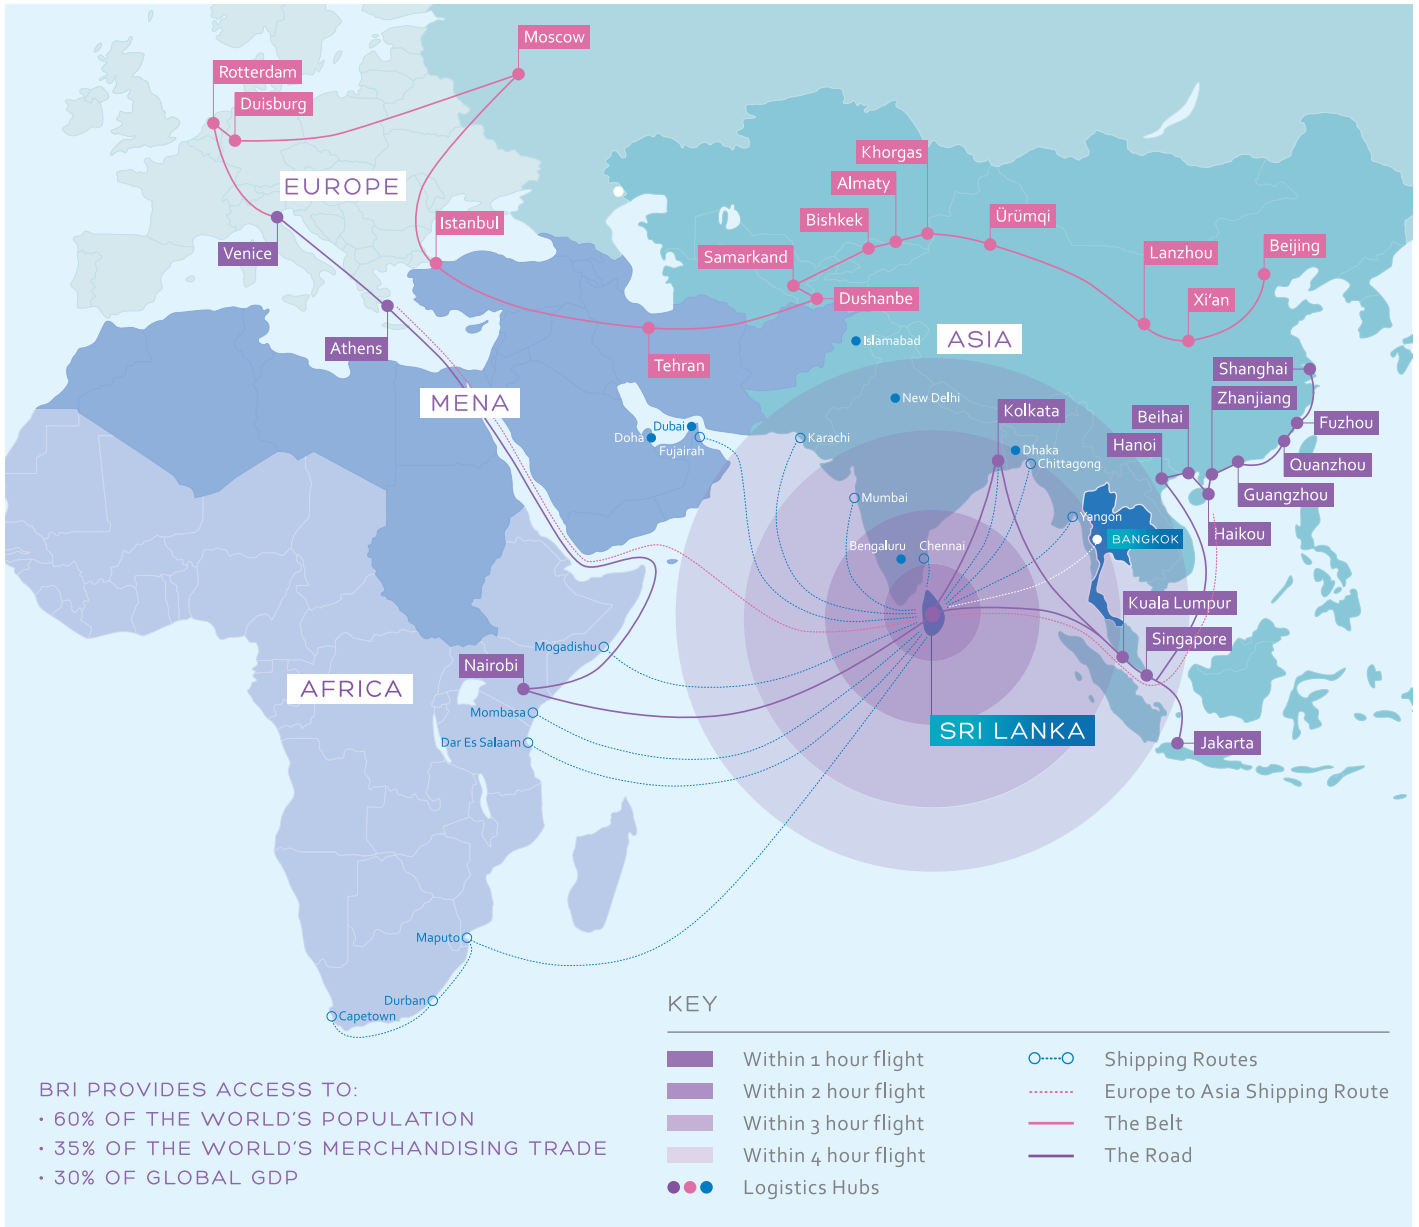 Moscow
Rotterdam
Duisburg
Khorgas
Almaty
EUROPE
Bishkek
Ürümqi
Istanbul
Venice
Samarkand
Lanzhou
Beijing
Dushanbe
Xi'an
Athens
Islamabad
ASIA
Tehran
Shanghai
MENA
New Delhi
Zhanjiang
Kolkata
Beihai
Fuzhou
Dubai
Doha
Karachi
Hanoi
Fujairah
Dhaka
Chittagong
Quanzhou
Mumbai
Guangzhou
Yangon
Haikou
BANGKOK
Bengaluru
Chennai
Kuala Lumpur
Singapore
Mogadishu
Nairobi
AFRICA
Mombasa
SRI LANKA
Dar Es Salaam
Jakarta
Maputo
Durban
Capetown
KEY
Within 1 hour flight
Within 2 hour flight
Within 3 hour flight
Within 4 hour flight
Logistics Hubs
Shipping Routes
Europe to Asia Shipping Route
The Belt
The Road
BRI PROVIDES ACCESS TO:
• 60% OF THE WORLD'S POPULATION
• 35% OF THE WORLD'S MERCHANDISING TRADE
• 30% OF GLOBAL GDP